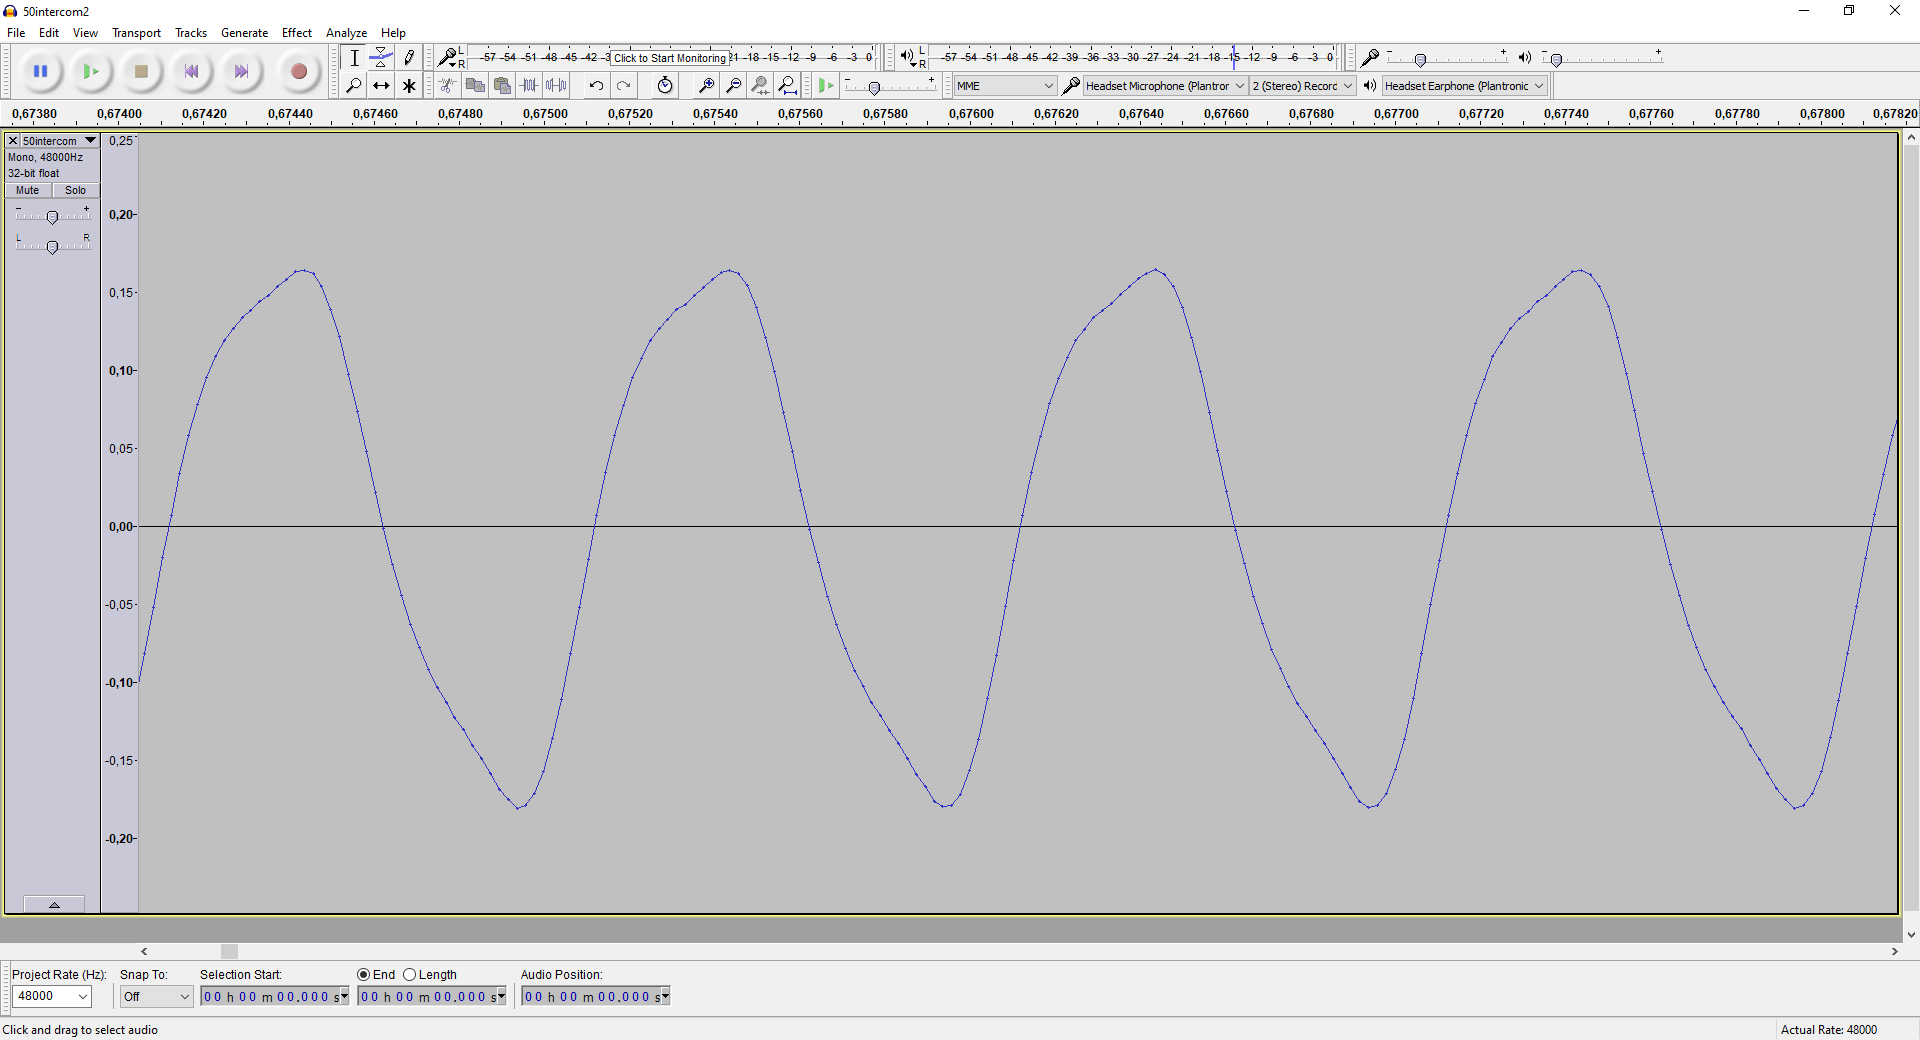 50intercom2
File Edit View Transport Tracks Generate Effect Analyze Help
L R -57 -54 -51 -48 -45 -42 -3 Click to Start Monitoring 21 -18 -15 -12 -9 -6 -3 0 L R -57 -54 -51 -48 -45 -42 -39 -36 -33 -30 -27 -24 -21 -18 -15 -12 -9 -6 -3 0 - + - +
- + MME Headset Microphone (Plantror 2 (Stereo) Recorc Headset Earphone (Plantronic
0,67380 0,67400 0,67420 0,67440 0,67460 0,67480 0,67500 0,67520 0,67540 0,67560 0,67580 0,67600 0,67620 0,67640 0,67660 0,67680 0,67700 0,67720 0,67740 0,67760 0,67780 0,67800 0,67820
50intercom
Mono, 48000Hz
32-bit float
Mute Solo
- +
L R
0,25
0,20
0,15
0,10
0,05
0,00
-0,05
-0,10
-0,15
-0,20
Project Rate (Hz): Snap To: Selection Start: End Length Audio Position:
48000 Off 00 h 00 m 00.000 s 00 h 00 m 00.000 s 00 h 00 m 00.000 s
Click and drag to select audio Actual Rate: 48000